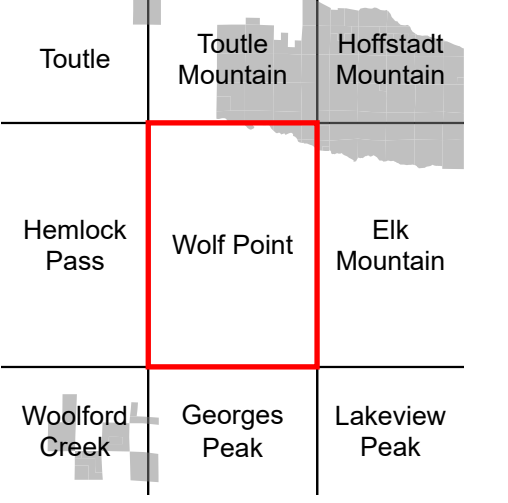 Toutle
Toutle
Mountain
Hoffstadt
Mountain
Hemlock
Pass
Wolf Point
Elk
Mountain
Woolford
Creek
Georges
Peak
Lakeview
Peak